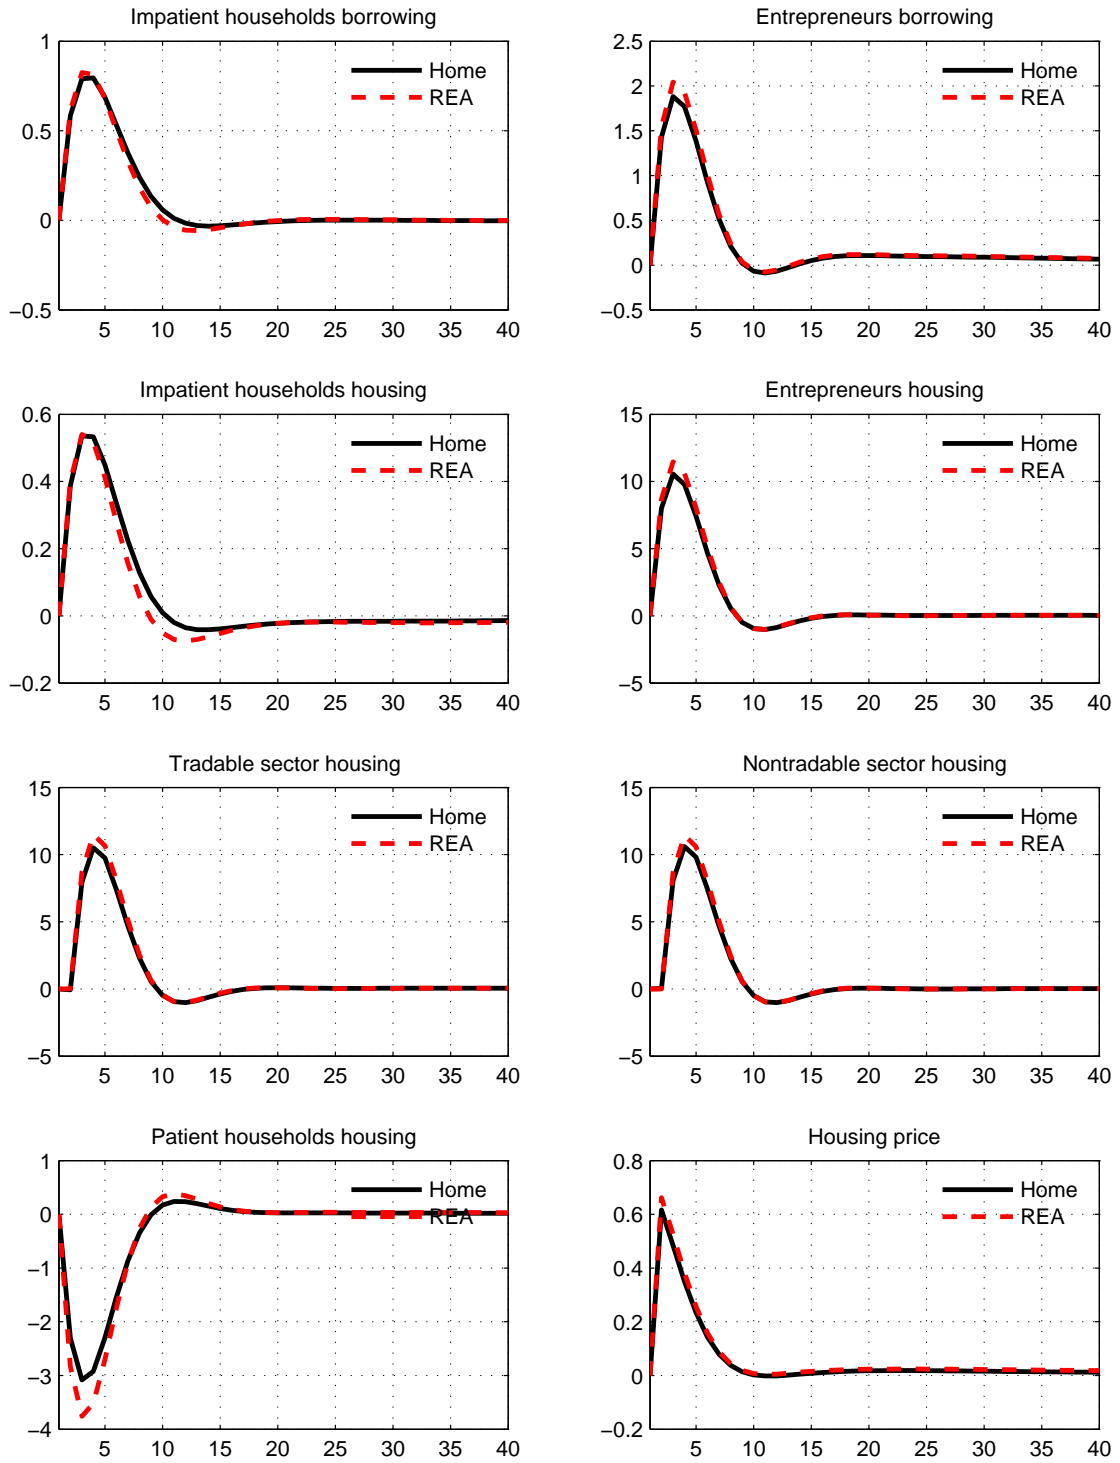 Impatient households borrowing
1
0.5
0
−0.5
Home
REA
5 10 15 20 25 30 35 40
Entrepreneurs borrowing
2.5
2
1.5
1
0.5
0
−0.5
Home
REA
5 10 15 20 25 30 35 40
Impatient households housing
0.6
0.4
0.2
0
−0.2
Home
REA
5 10 15 20 25 30 35 40
Entrepreneurs housing
15
10
5
0
−5
Home
REA
5 10 15 20 25 30 35 40
Tradable sector housing
15
10
5
0
−5
Home
REA
5 10 15 20 25 30 35 40
Nontradable sector housing
15
10
5
0
−5
Home
REA
5 10 15 20 25 30 35 40
Patient households housing
1
0
−1
−2
−3
−4
Home
REA
5 10 15 20 25 30 35 40
Housing price
0.8
0.6
0.4
0.2
0
−0.2
Home
REA
5 10 15 20 25 30 35 40